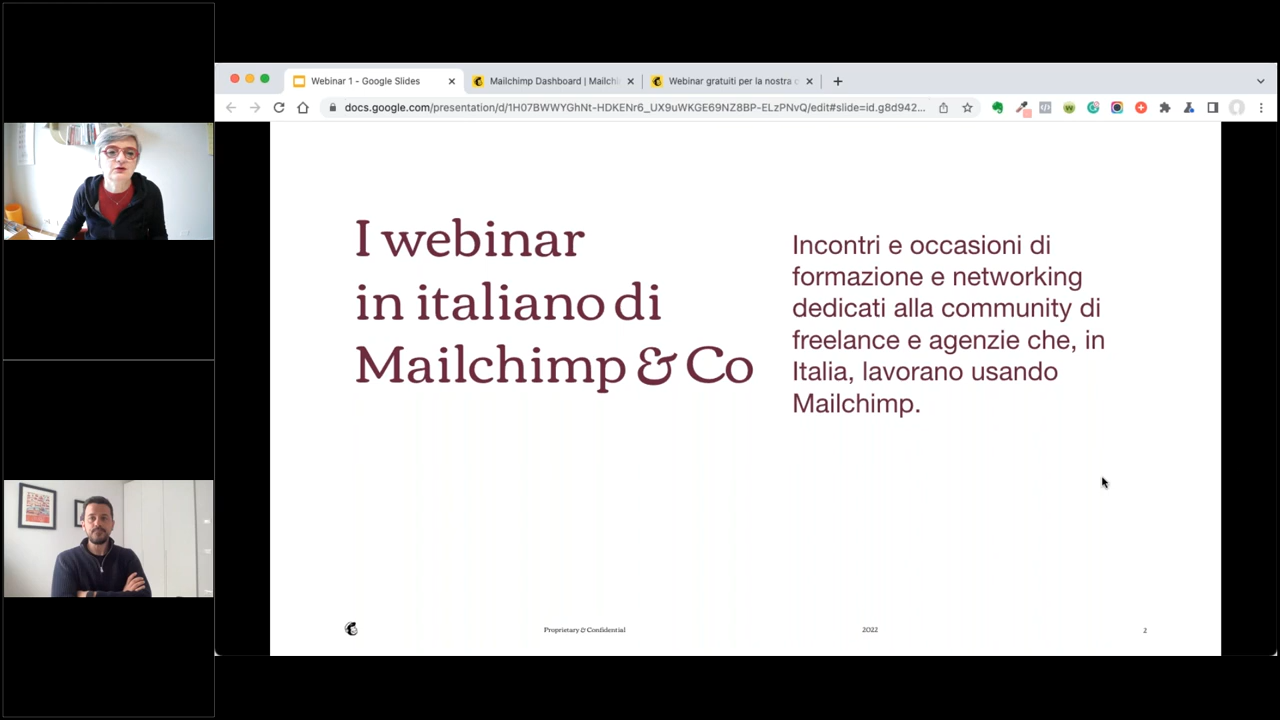 Webinar 1 - Google Slides
Mailchimp Dashboard | Mailchi
Webinar gratuiti per la nostra c
docs.google.com/presentation/d/1H07BWWYGhNt-HDKENr6_UX9uWKGE69NZ8BP-ELzPNvQ/edit#slide=id.g8d942...
I webinar
in italiano di
Mailchimp & Co
Incontri e occasioni di
formazione e networking
dedicati alla community di
freelance e agenzie che, in
Italia, lavorano usando
Mailchimp.
Proprietary & Confidential
2022
2